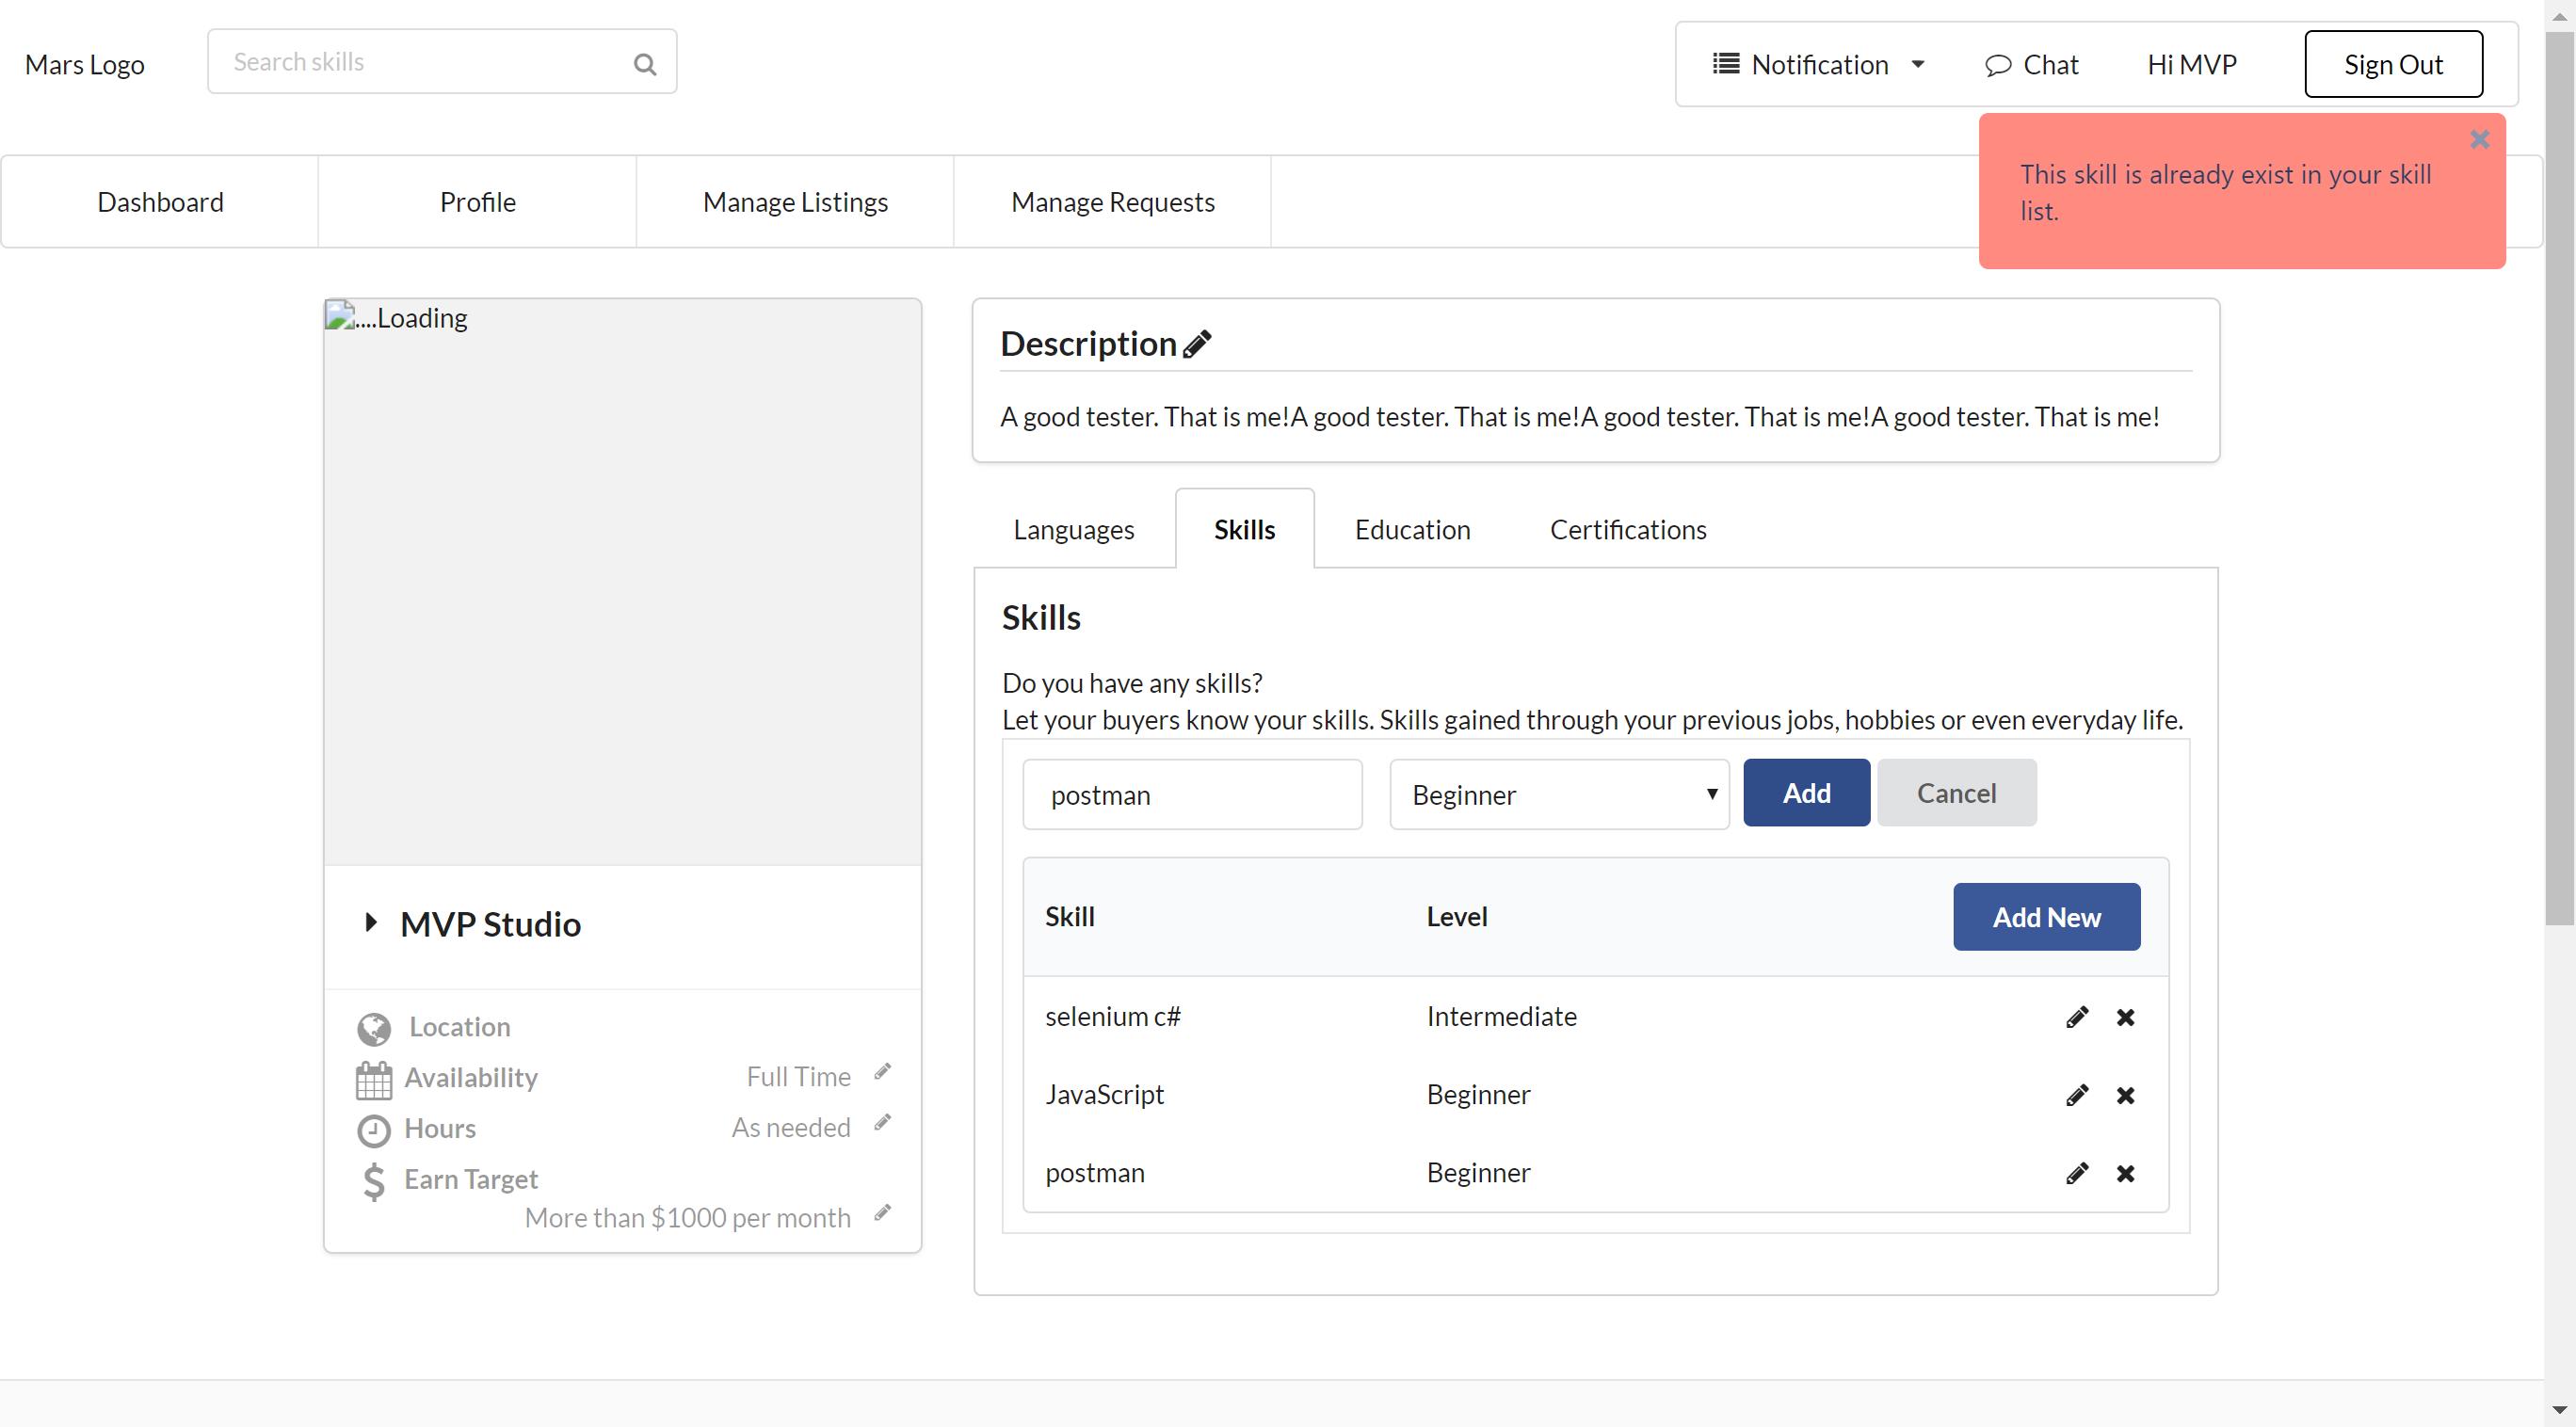 Mars Logo
Search skills
Notification
Chat
Hi MVP
Sign Out
This skill is already exist in your skill
list.
Dashboard
Profile
Manage Listings
Manage Requests
....Loading
MVP Studio
Location
Availability
Full Time
Hours
As needed
Earn Target
More than $1000 per month
Description
A good tester. That is me!A good tester. That is me!A good tester. That is me!A good tester. That is me!
Languages
Skills
Education
Certifications
Skills
Do you have any skills?
Let your buyers know your skills. Skills gained through your previous jobs, hobbies or even everyday life.
postman
Beginner
Add
Cancel
Skill
Level
Add New
selenium c#
Intermediate
JavaScript
Beginner
postman
Beginner